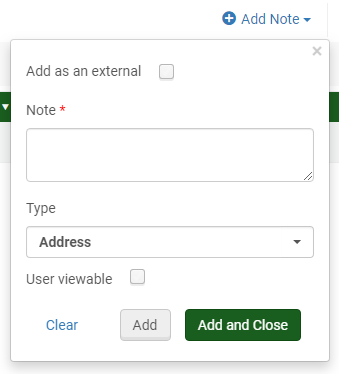 Add Note
×
Add as an external
Note *
Type
Address
User viewable
Clear
Add
Add and Close